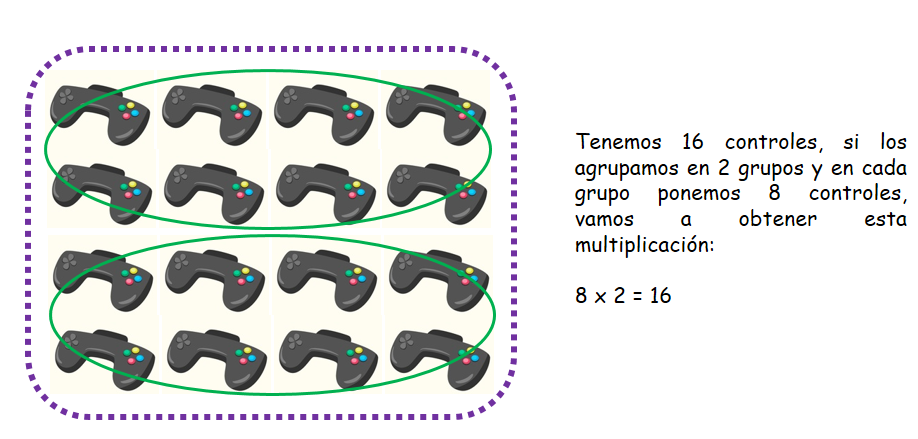 Tenemos 16 controles, si los
agrupamos en 2 grupos y en cada
grupo ponemos 8 controles,
vamos a obtener esta
multiplicación:
8 x 2 = 16